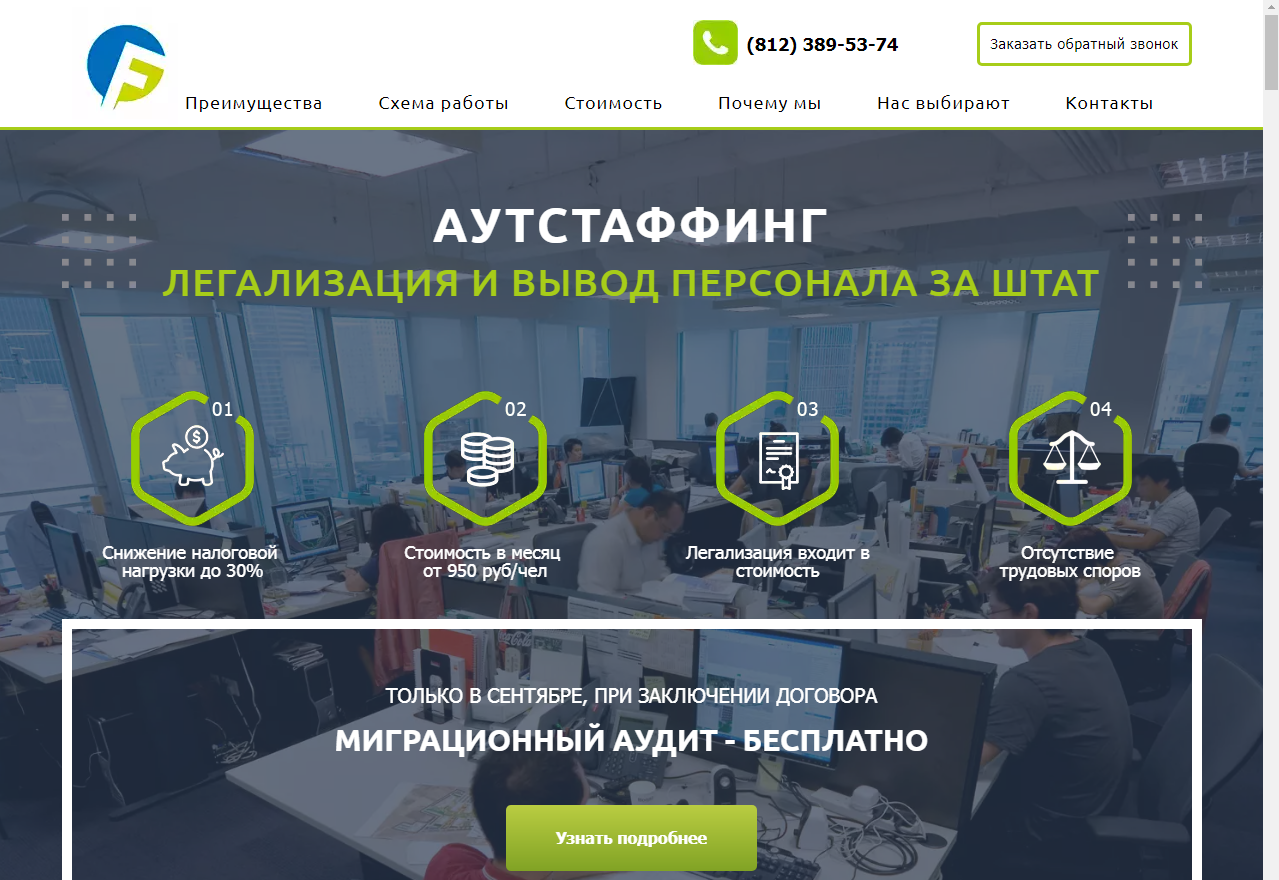 (812) 389-53-74
Заказать обратный звонок
Преимущества
Схема работы
Стоимость
Почему мы
Нас выбирают
Контакты
АУТСТАФФИНГ
ЛЕГАЛИЗАЦИЯ И ВЫВОД ПЕРСОНАЛА ЗА ШТАТ
01
02
03
04
Снижение налоговой
нагрузки до 30%
Стоимость в месяц
от 950 руб/чел
Легализация входит в
стоимость
Отсутствие
трудовых споров
ТОЛЬКО В СЕНТЯБРЕ, ПРИ ЗАКЛЮЧЕНИИ ДОГОВОРА
МИГРАЦИОННЫЙ АУДИТ - БЕСПЛАТНО
Узнать подробнее